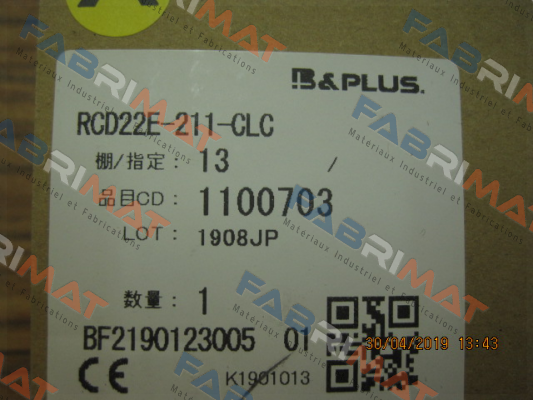 B&PLUS.
RCD22E-211-CLC
棚/指定: 13 /
品目CD: 1100703
LOT: 1908JP
数量: 1
BF2190123005 01
30/04/2019 13:43
CE K1901013
FABRIMAT
Materiaux Industriel et Fabrications